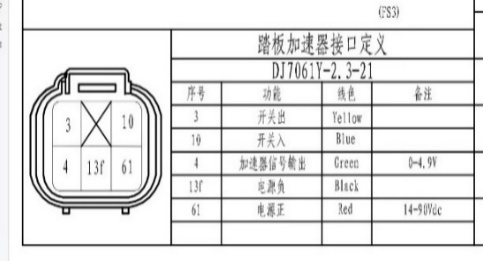 (FS3)
踏板加速器接口定义
DJ7061Y-2.3-21
序号 功能 线色 备注
3 开关出 Yellow
10 开关入 Blue
4 加速器信号输出 Green 0-4.9V
13f 电源负 Black
61 电源正 Red 14-90Vdc
3 10
4 13f 61